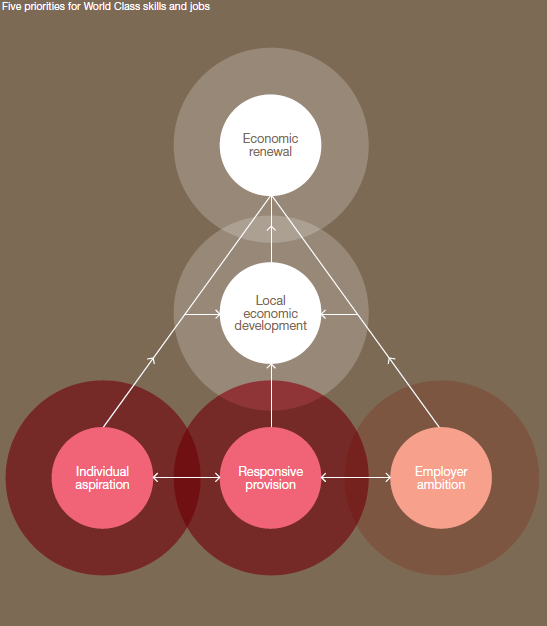 Five priorities for World Class skills and jobs
Economic
renewal
Local
economic
development
Individual
aspiration
Responsive
provision
Employer
ambition